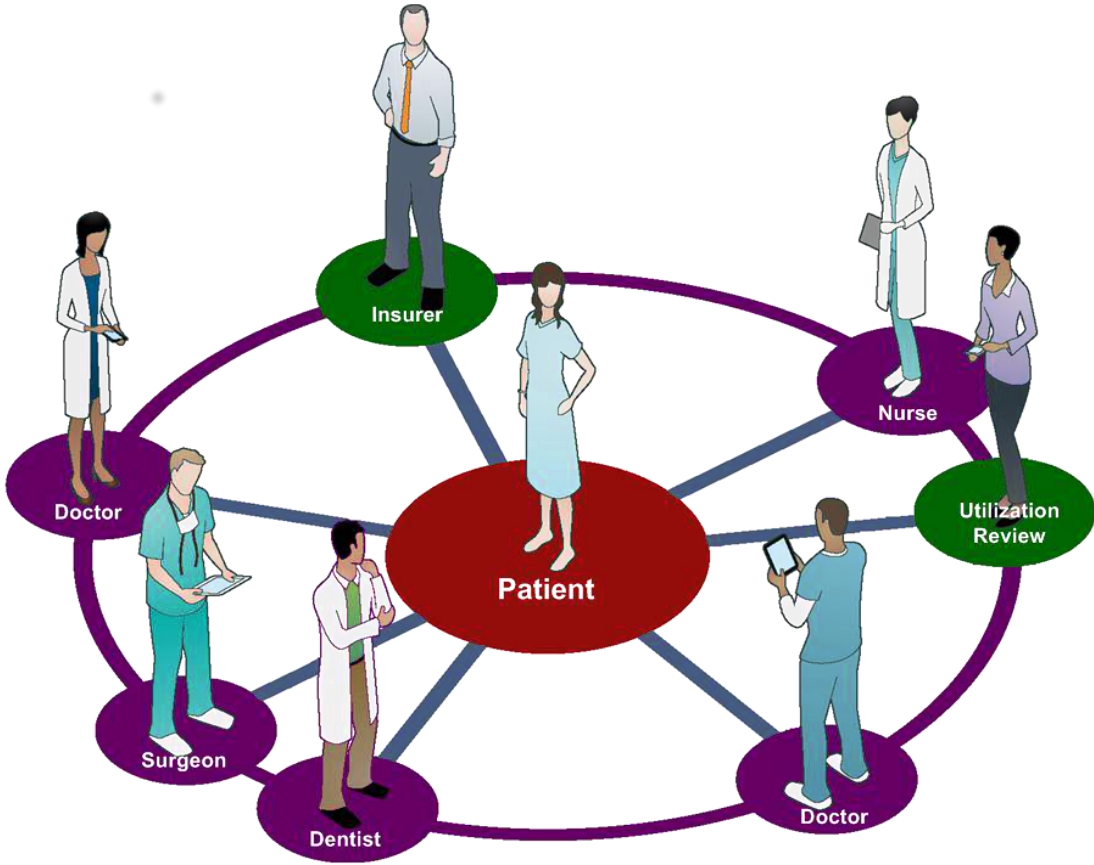 Insurer
Nurse
Doctor
Utilization
Review
Patient
Surgeon
Doctor
Dentist